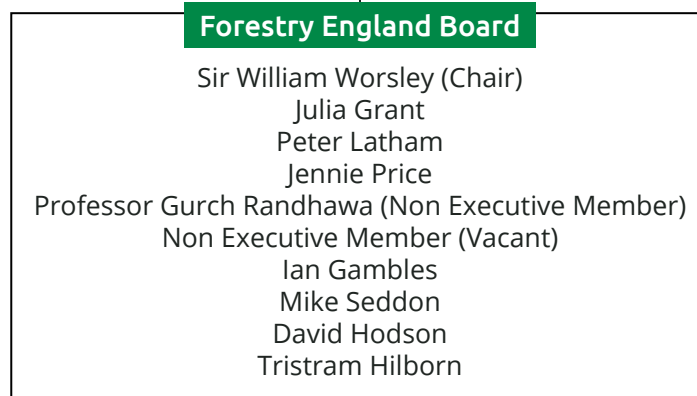 Forestry England Board
Sir William Worsley (Chair)
Julia Grant
Peter Latham
Jennie Price
Professor Gurch Randhawa (Non Executive Member)
Non Executive Member (Vacant)
Ian Gambles
Mike Seddon
David Hodson
Tristram Hilborn